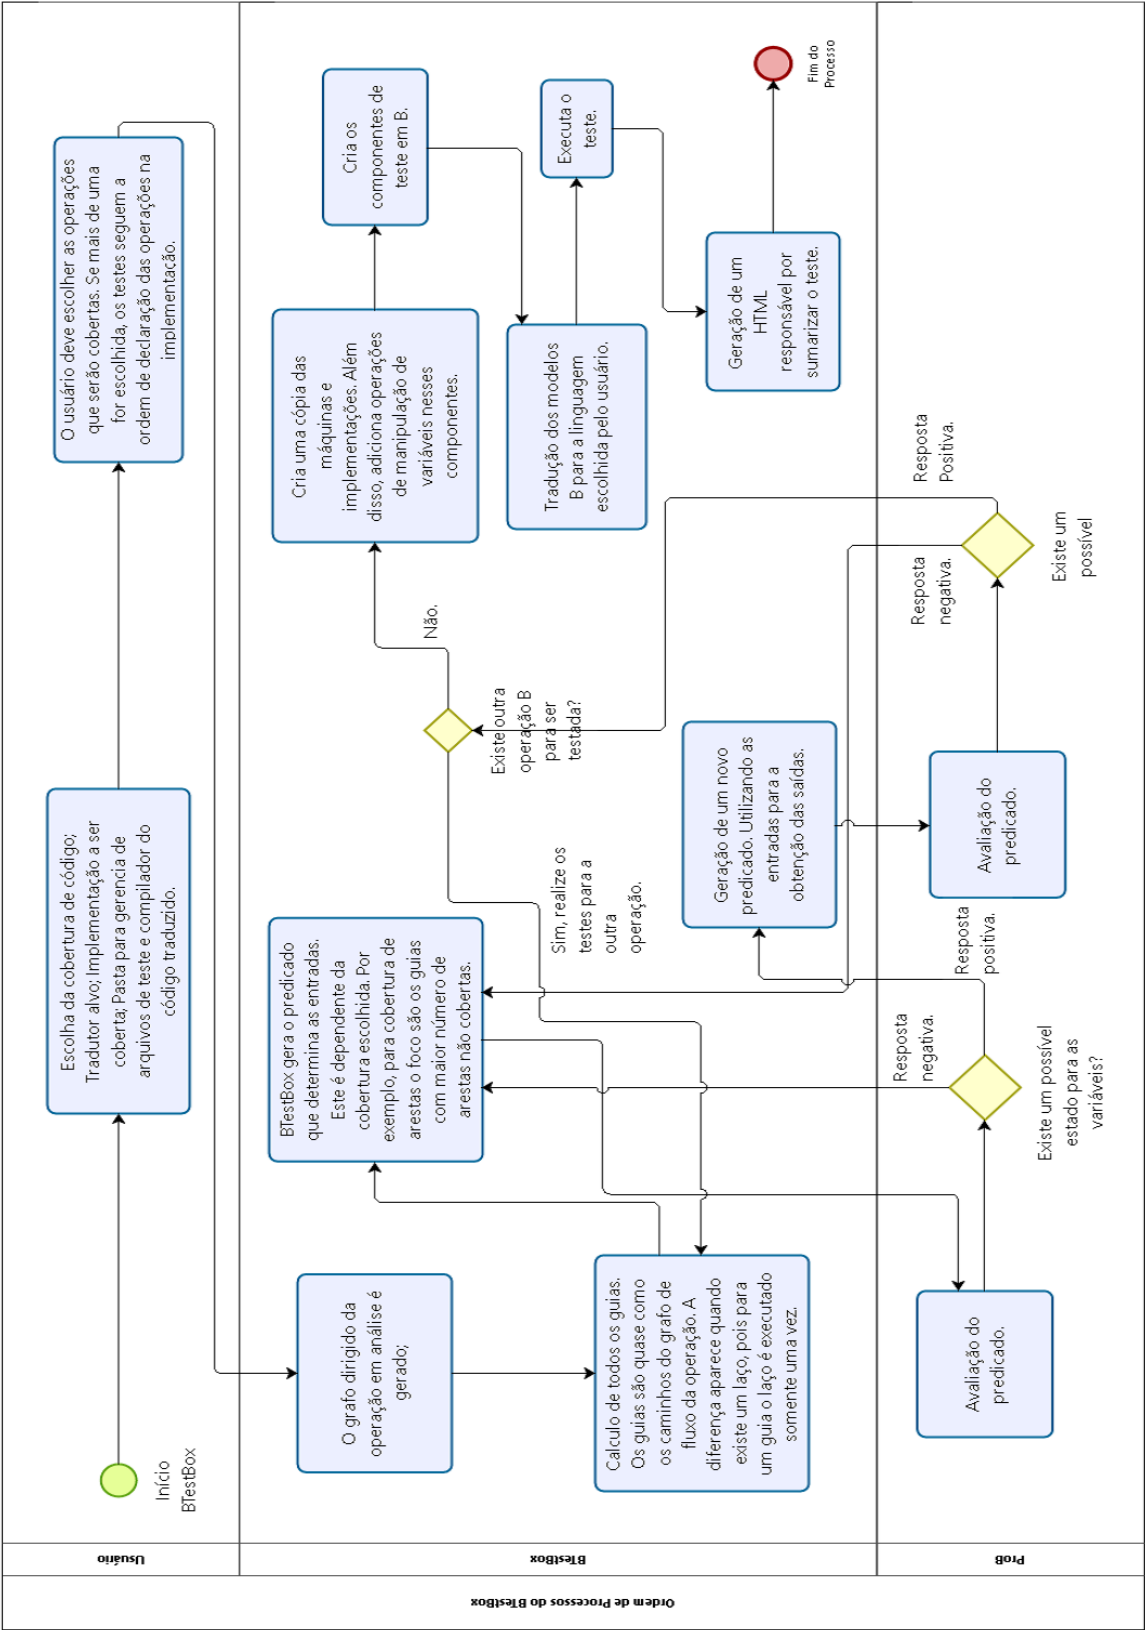 Ordem de Processos do BTestBox
Usuário
Início
BTestBox
Escolha da cobertura de código;
Tradutor alvo; Implementação a ser
coberta; Pasta para gerencia de
arquivos de teste e compilador do
código traduzido.
O usuário deve escolher as operações
que serão cobertas. Se mais de uma
for escolhida, os testes seguem a
ordem de declaração das operações na
implementação.
BTestBox
O grafo dirigido da
operação em análise é
gerado;
Calculo de todos os guias.
Os guias são quase como
os caminhos do grafo de
fluxo da operação. A
diferença aparece quando
existe um laço, pois para
um guia o laço é executado
somente uma vez.
BTestBox gera o predicado
que determina as entradas.
Este é dependente da
cobertura escolhida. Por
exemplo, para cobertura de
arestas o foco são os guias
com maior número de
arestas não cobertas.
Sim, realize os
testes para a
outra
operação.
Existe outra
operação B
para ser
testada?
Não.
Geração de um novo
predicado. Utilizando as
entradas para a
obtenção das saídas.
Cria uma cópia das
máquinas e
implementações. Além
disso, adiciona operações
de manipulação de
variáveis nesses
componentes.
Cria os
componentes de
teste em B.
Tradução dos modelos
B para a linguagem
escolhida pelo usuário.
Executa o
teste.
Geração de um
HTML
responsável por
sumarizar o teste.
Fim do
Processo
ProB
Avaliação do
predicado.
Existe um possível
estado para as
variáveis?
Resposta
negativa.
Resposta
positiva.
Avaliação do
predicado.
Existe um
possível
Resposta
negativa.
Resposta
Positiva.